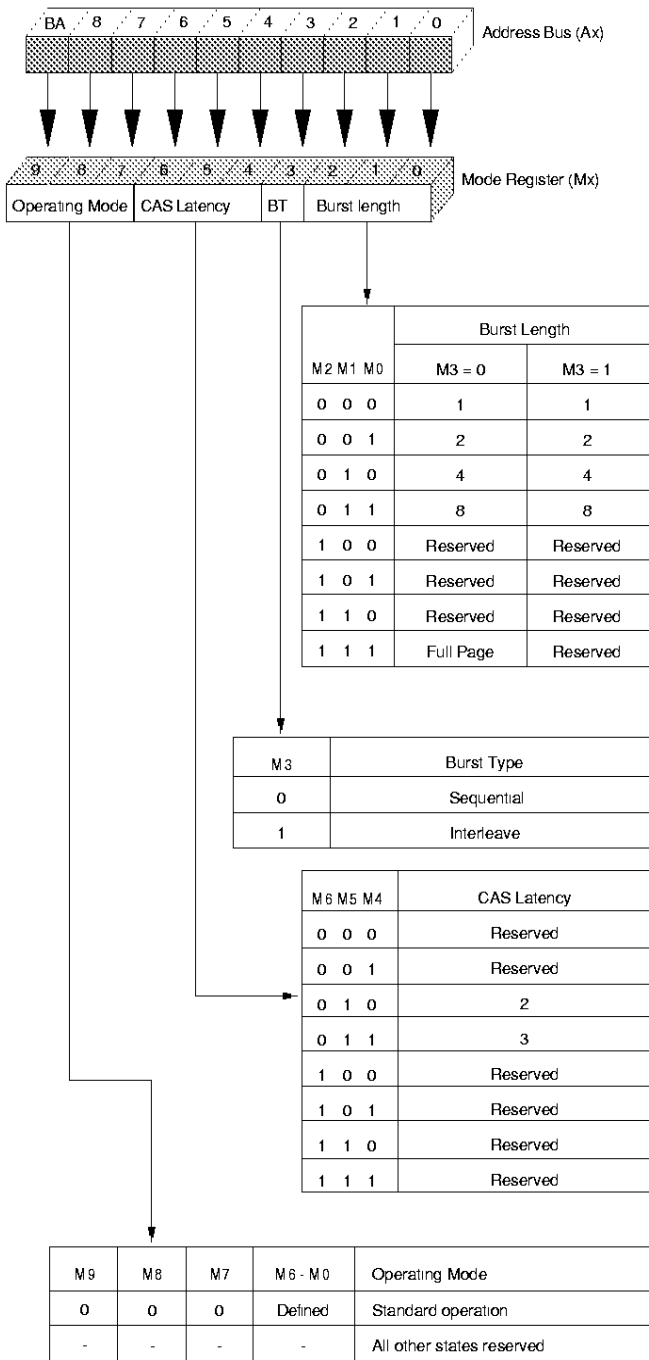 BA 8 7 6 5 4 3 2 1 0
Address Bus (Ax)
9 8 7 6 5 4 3 2 1 0
Mode Register (Mx)
Operating Mode CAS Latency BT Burst length
Burst Length
M2 M1 M0 M3 = 0 M3 = 1
0 0 0 1 1
0 0 1 2 2
0 1 0 4 4
0 1 1 8 8
1 0 0 Reserved Reserved
1 0 1 Reserved Reserved
1 1 0 Reserved Reserved
1 1 1 Full Page Reserved
M3 Burst Type
0 Sequential
1 Interleave
M6 M5 M4 CAS Latency
0 0 0 Reserved
0 0 1 Reserved
0 1 0 2
0 1 1 3
1 0 0 Reserved
1 0 1 Reserved
1 1 0 Reserved
1 1 1 Reserved
M9 M8 M7 M6 - M0 Operating Mode
0 0 0 Defined Standard operation
- - - - All other states reserved